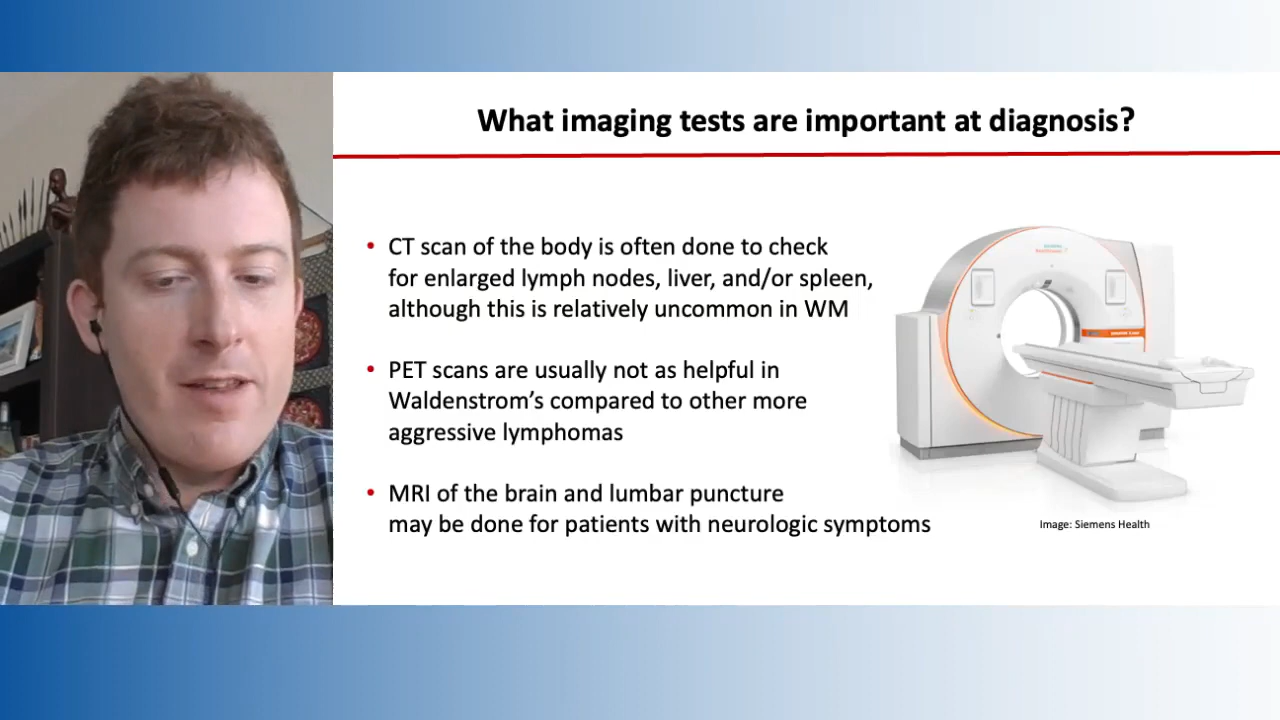 What imaging tests are important at diagnosis?
• CT scan of the body is often done to check
for enlarged lymph nodes, liver, and/or spleen,
although this is relatively uncommon in WM
• PET scans are usually not as helpful in
Waldenstrom's compared to other more
aggressive lymphomas
• MRI of the brain and lumbar puncture
may be done for patients with neurologic symptoms
Image: Siemens Health